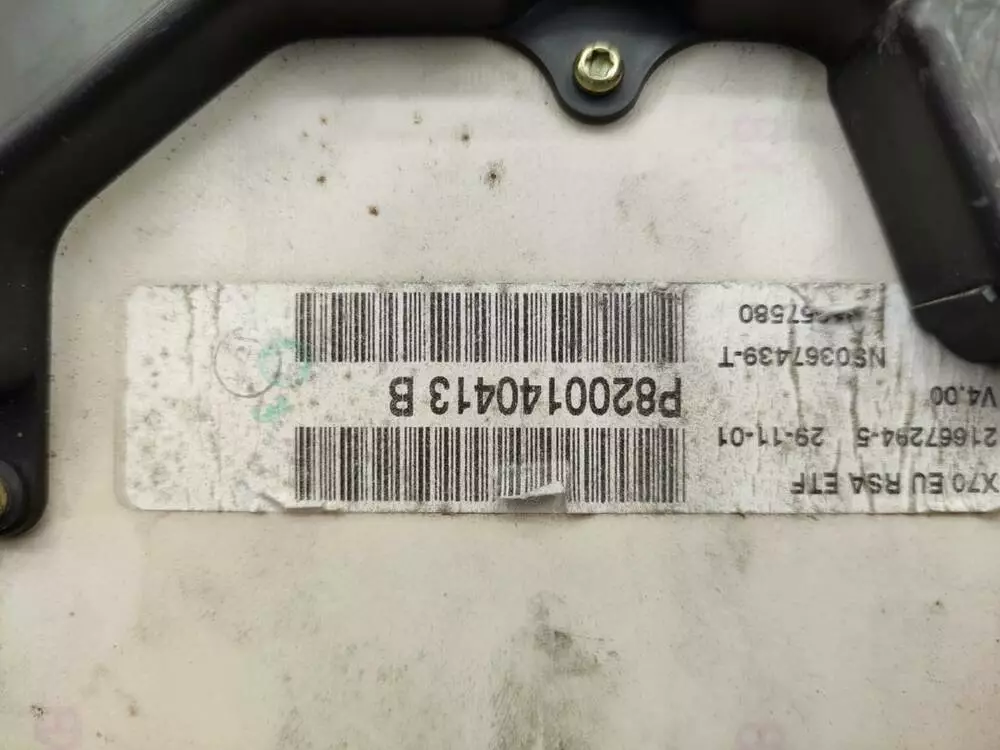 X70 EU RSA ETF
21667294-5 29-11-01
V4.00
NS0367439-T
P8200140413 B